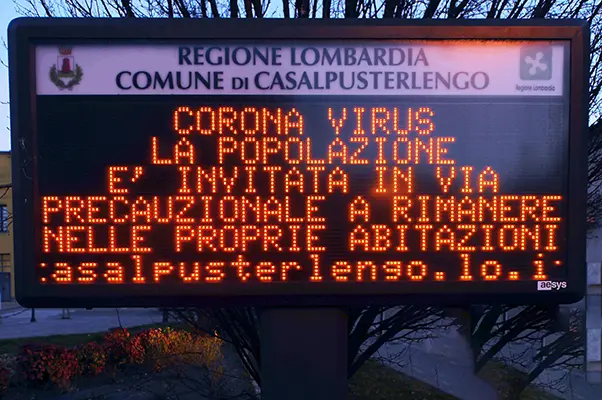 REGIONE LOMBARDIA
COMUNE DI CASALPUSTERLENGO
Regione Lombardia
CORONA VIRUS
LA POPOLAZIONE
E' INVITATA IN VIA
PRECAUZIONALE A RIMANERE
NELLE PROPRIE ABITAZIONI
casalpusterlengo.lo.i
aesys